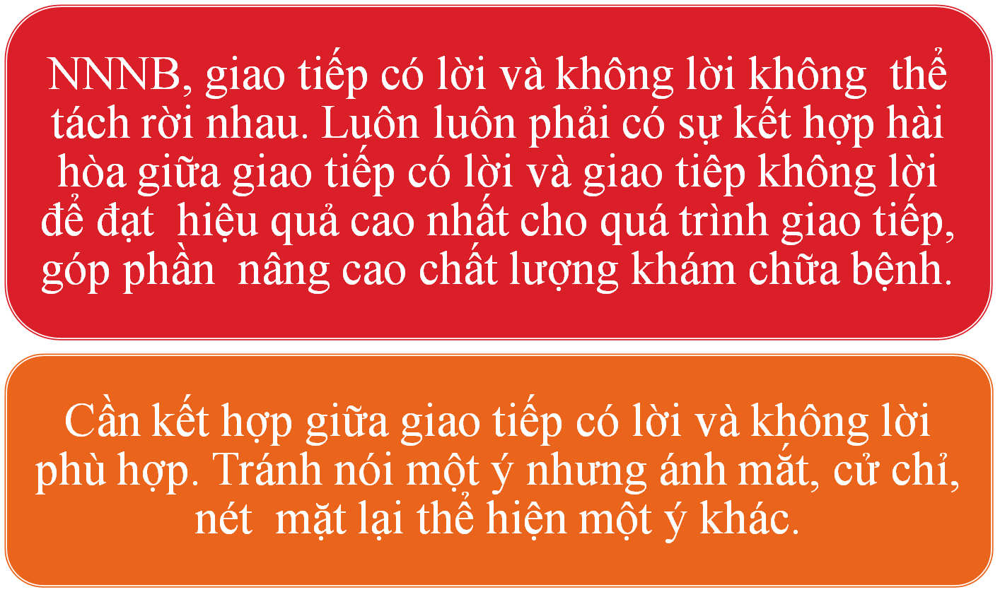 NNNB, giao tiếp có lời và không lời không  thể
tách rời nhau. Luôn luôn phải có sự kết hợp hài
hòa giữa giao tiếp có lời và giao tiêp không lời
để đạt  hiệu quả cao nhất cho quá trình giao tiếp,
góp phần  nâng cao chất lượng khám chữa bệnh.
Cần kết hợp giữa giao tiếp có lời và không lời
phù hợp. Tránh nói một ý nhưng ánh mắt, cử chỉ,
nét  mặt lại thể hiện một ý khác.